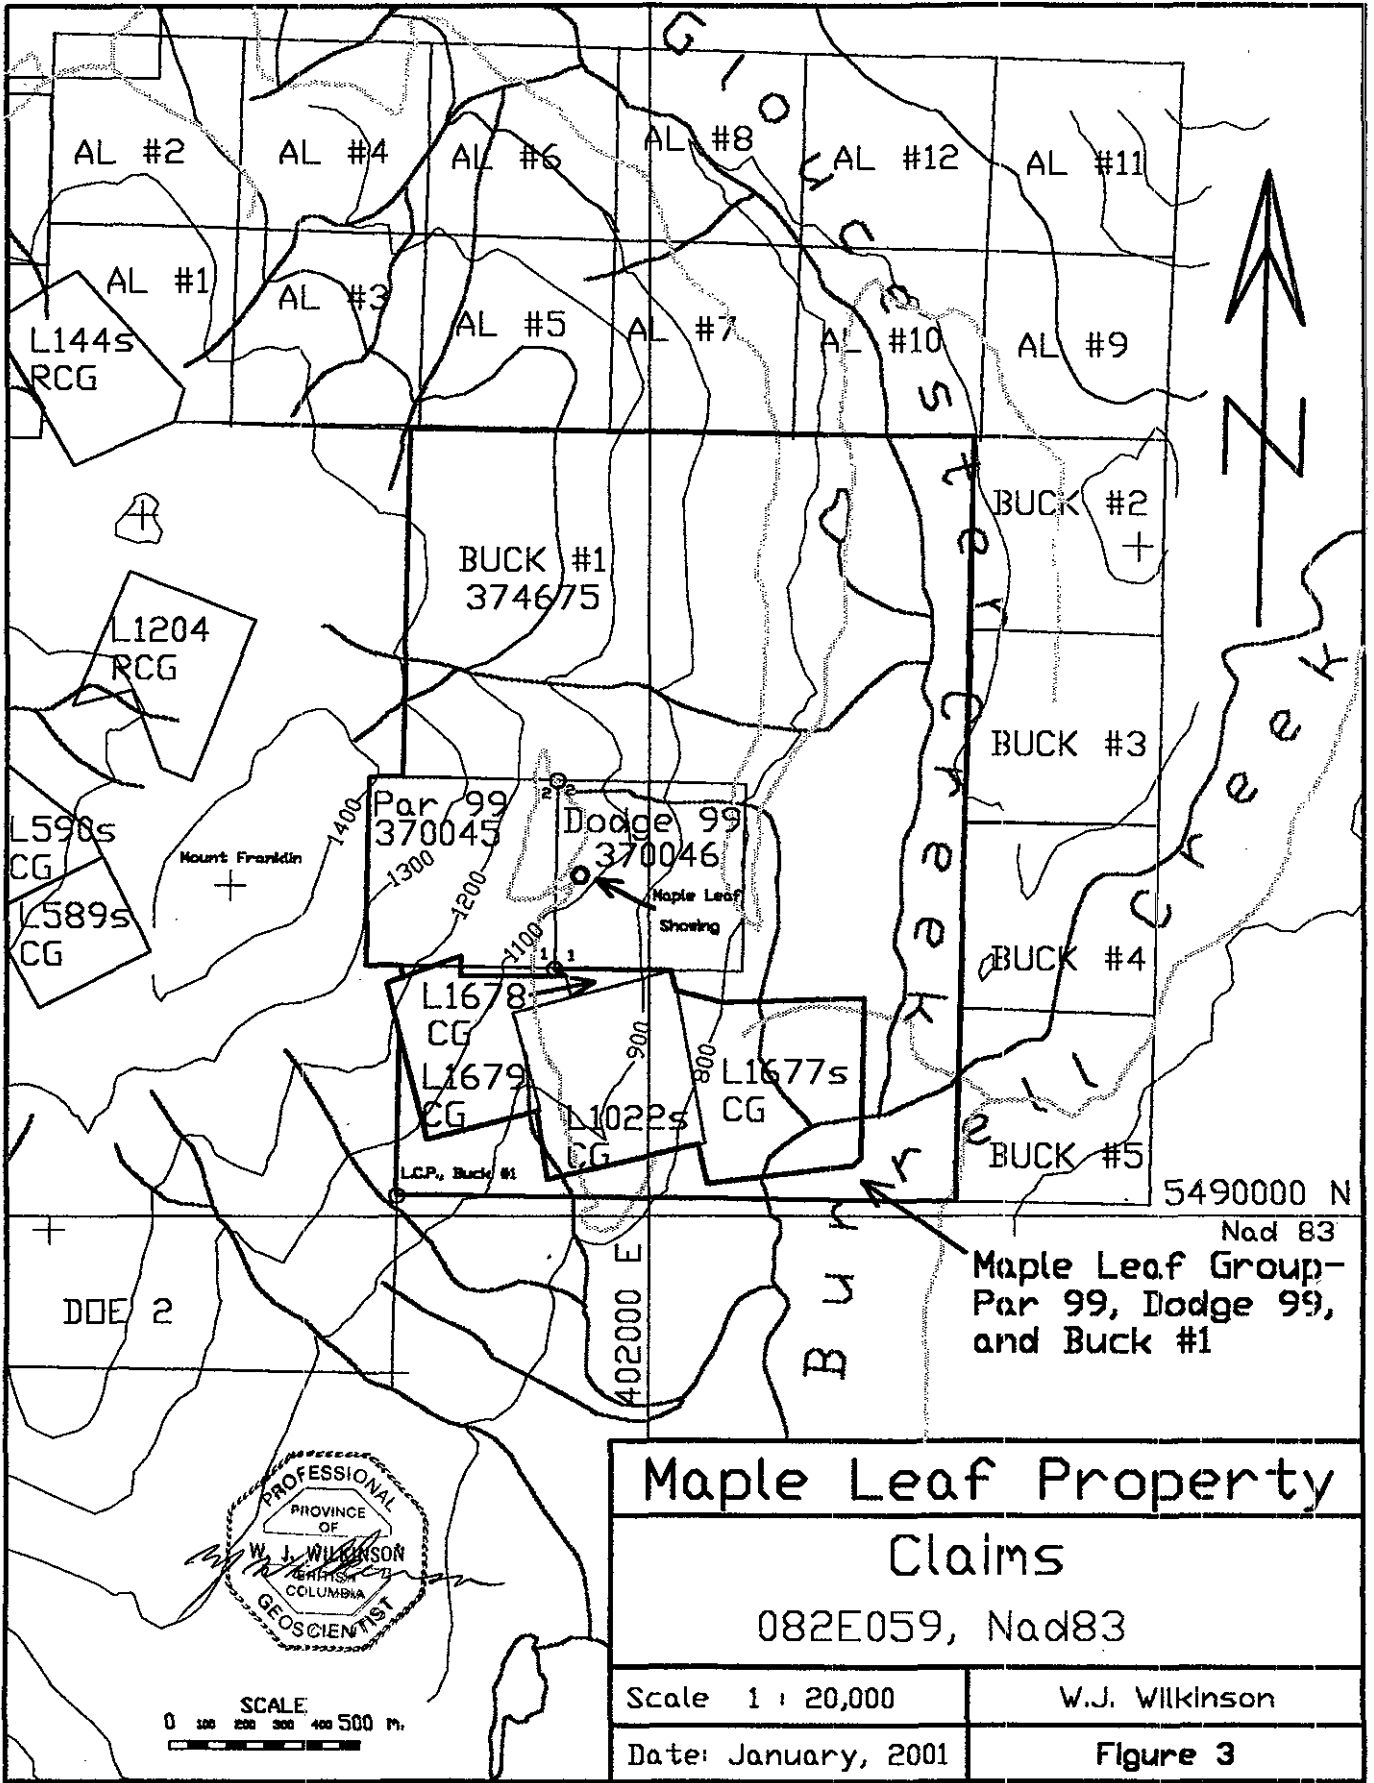 Gloucester Creek
AL #2
AL #4
AL #6
AL #8
AL #12
AL #11
AL #1
AL #3
AL #5
AL #7
AL #10
AL #9
L144s
RCG
N
BUCK #1
374675
BUCK #2
L1204
RCG
BUCK #3
Par 99
370045
2 2
Dodge 99
370046
Maple Leaf
Showing
1400
1300
1200
1100
1 1
L590s
CG
Mount Franklin
L589s
CG
BUCK #4
L1678
CG
L1679
CG
900
800
L1677s
CG
L1022s
CG
L.C.P., Buck #1
BUCK #5
Burrell Creek
5490000 N
Nad 83
402000 E
DOE 2
Maple Leaf Group-
Par 99, Dodge 99,
and Buck #1
PROFESSIONAL
PROVINCE
OF
W. J. WILKINSON
BRITISH
COLUMBIA
GEOSCIENTIST
SCALE
0 100 200 300 400 500 m.
Maple Leaf Property
Claims
082E059, Nad83
Scale 1 : 20,000
W.J. Wilkinson
Date: January, 2001
Figure 3